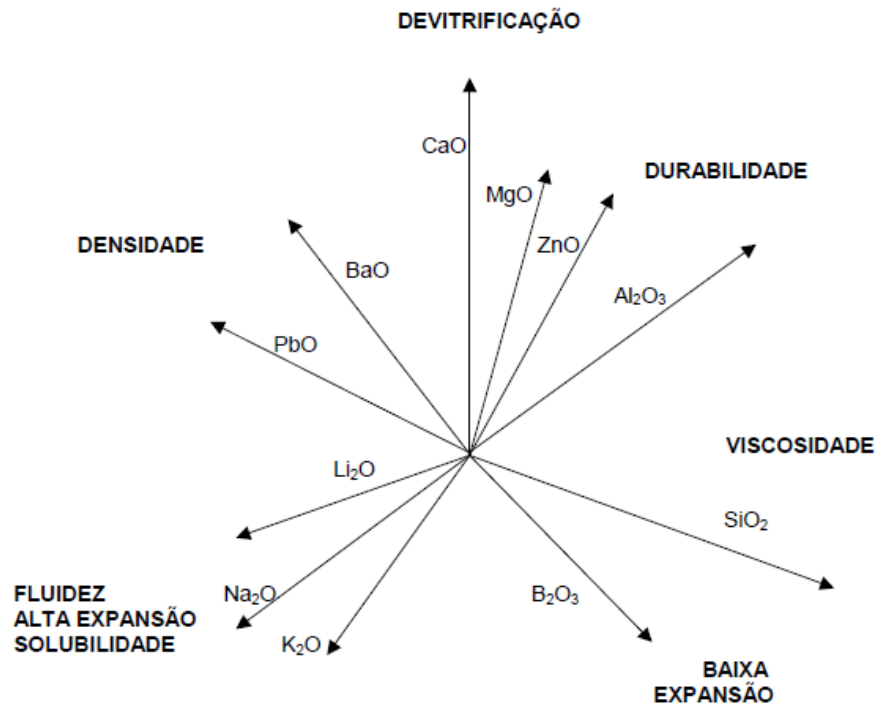 DEVITRIFICAÇÃO
CaO
MgO
DURABILIDADE
ZnO
DENSIDADE
BaO
Al₂O₃
PbO
VISCOSIDADE
Li₂O
SiO₂
FLUIDEZ
ALTA EXPANSÃO
SOLUBILIDADE
Na₂O
K₂O
B₂O₃
BAIXA
EXPANSÃO